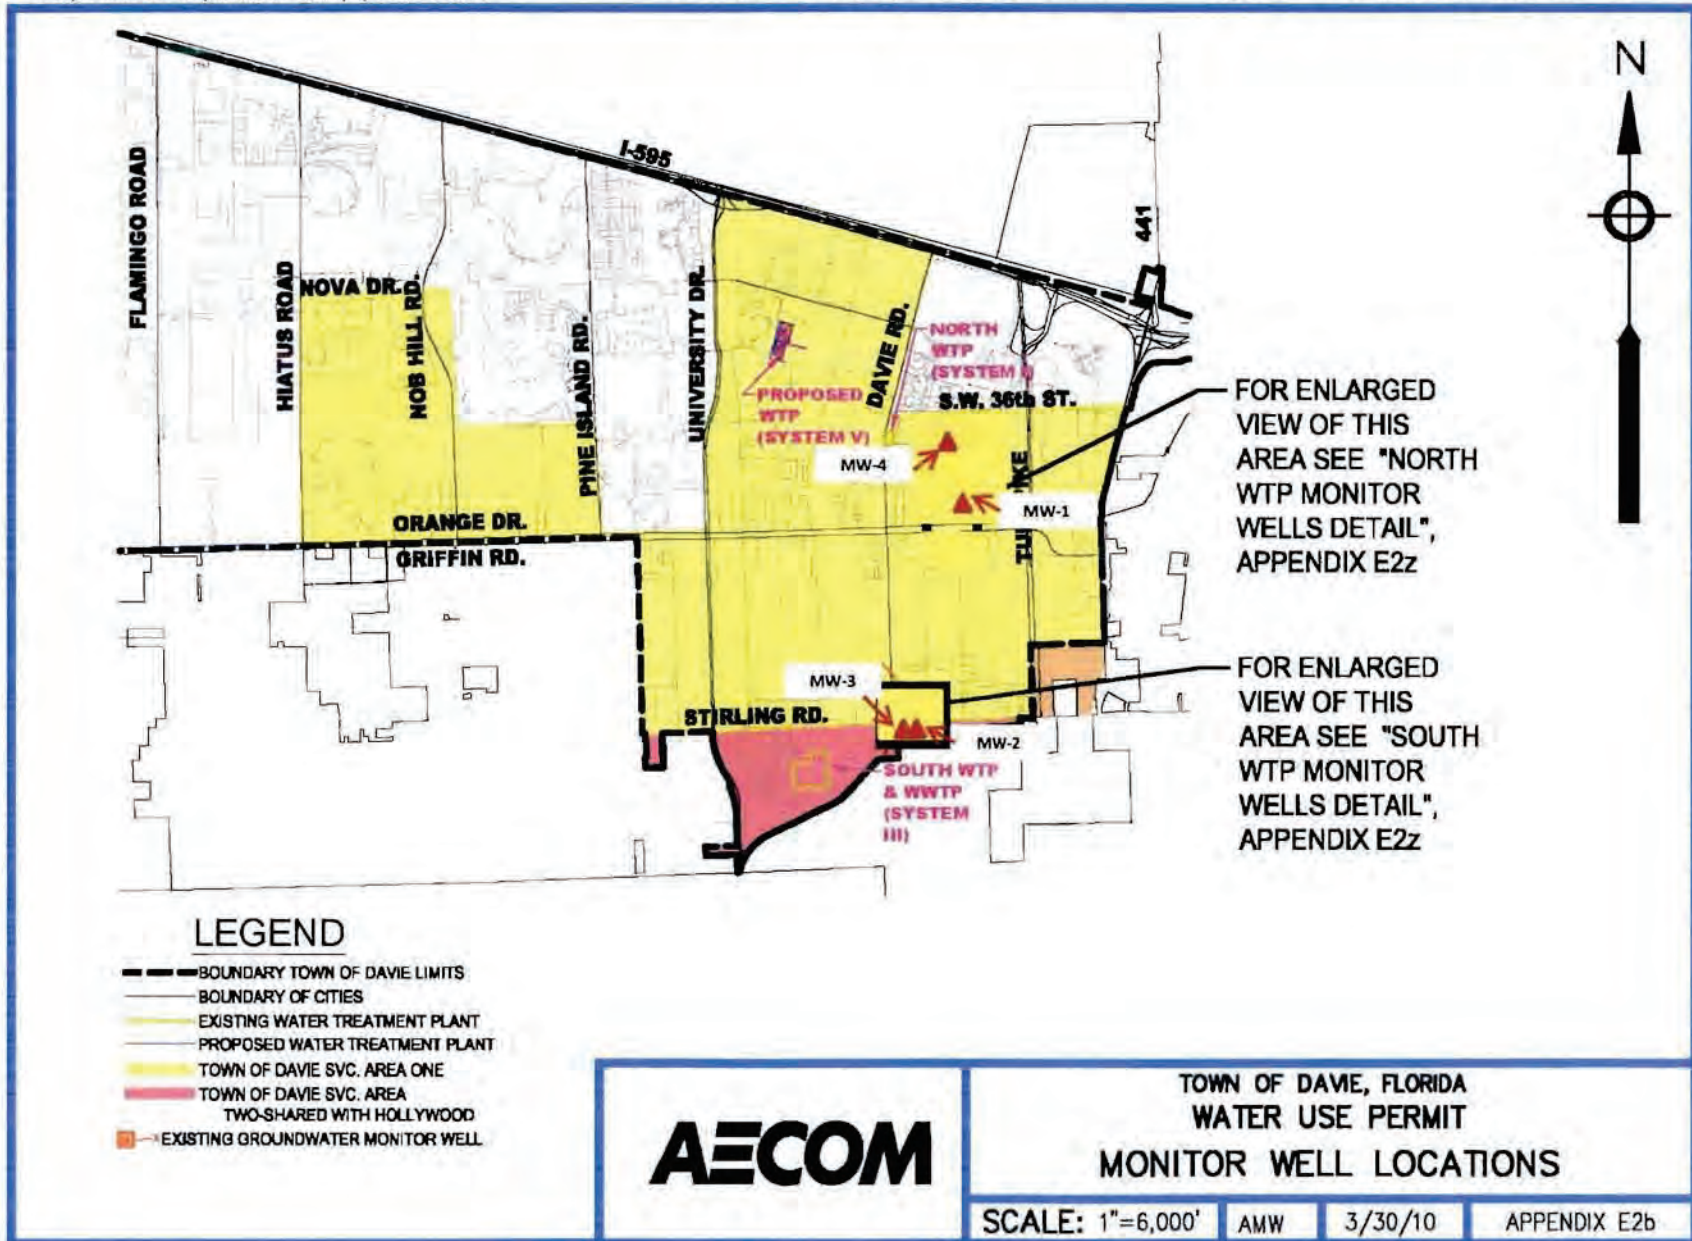 N
I-595
FLAMINGO ROAD
HIATUS ROAD
NOVA DR.
NOB HILL RD.
PINE ISLAND RD.
UNIVERSITY DR.
DAVIE RD.
441
NORTH
WTP
(SYSTEM
S.W. 36th ST.
PROPOSED
WTP
(SYSTEM V)
MW-4
MW-1
ORANGE DR.
GRIFFIN RD.
FOR ENLARGED
VIEW OF THIS
AREA SEE "NORTH
WTP MONITOR
WELLS DETAIL",
APPENDIX E2z
MW-3
STIRLING RD.
MW-2
SOUTH WTP
& WWTP
(SYSTEM
III)
FOR ENLARGED
VIEW OF THIS
AREA SEE "SOUTH
WTP MONITOR
WELLS DETAIL",
APPENDIX E2z
LEGEND
BOUNDARY TOWN OF DAVIE LIMITS
BOUNDARY OF CITIES
EXISTING WATER TREATMENT PLANT
PROPOSED WATER TREATMENT PLANT
TOWN OF DAVIE SVC. AREA ONE
TOWN OF DAVIE SVC. AREA
TWO-SHARED WITH HOLLYWOOD
EXISTING GROUNDWATER MONITOR WELL
AECOM
TOWN OF DAVIE, FLORIDA
WATER USE PERMIT
MONITOR WELL LOCATIONS
SCALE: 1"=6,000'
AMW
3/30/10
APPENDIX E2b